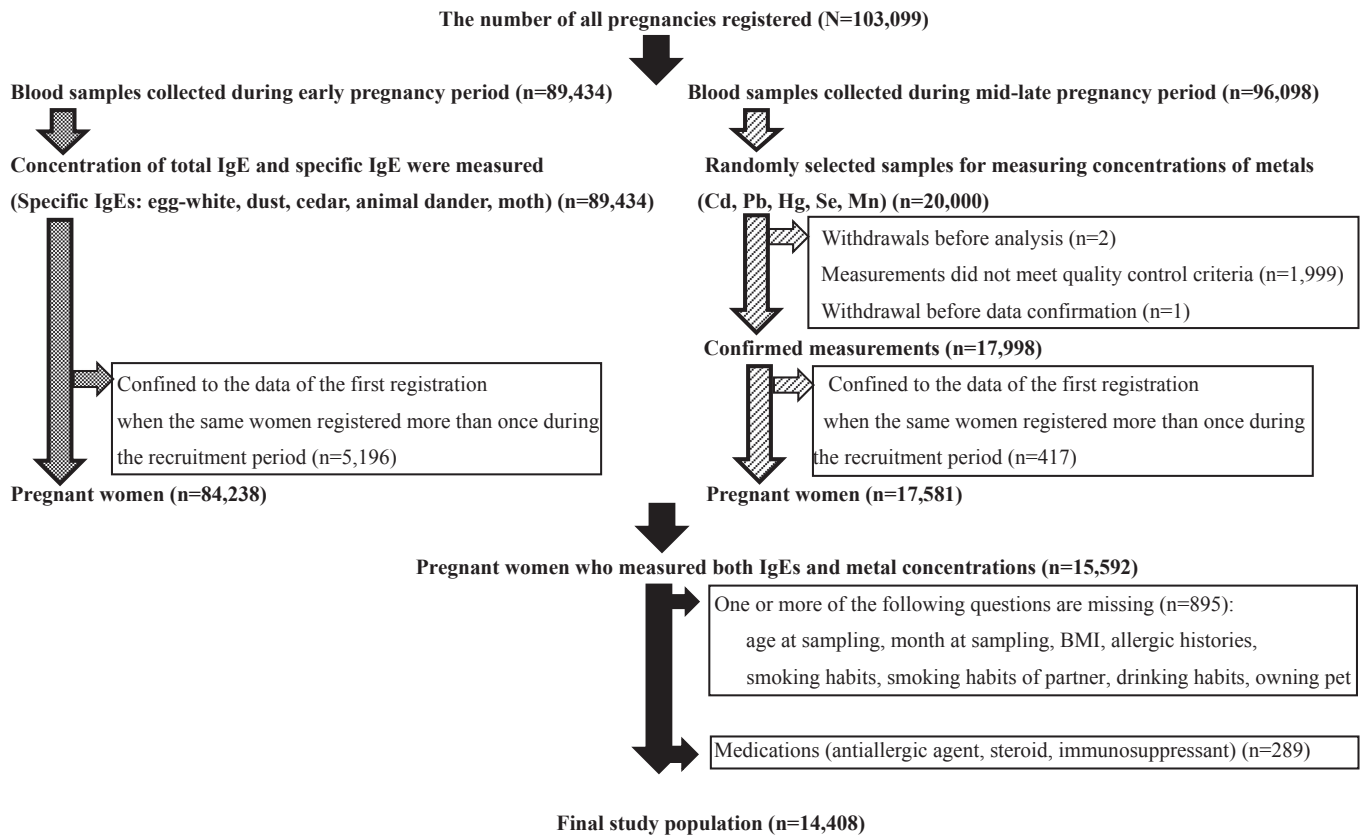 The number of all pregnancies registered (N=103,099)
Blood samples collected during early pregnancy period (n=89,434)
Concentration of total IgE and specific IgE were measured
(Specific IgEs: egg-white, dust, cedar, animal dander, moth) (n=89,434)
Confined to the data of the first registration
when the same women registered more than once during
the recruitment period (n=5,196)
Pregnant women (n=84,238)
Blood samples collected during mid-late pregnancy period (n=96,098)
Randomly selected samples for measuring concentrations of metals
(Cd, Pb, Hg, Se, Mn) (n=20,000)
Withdrawals before analysis (n=2)
Measurements did not meet quality control criteria (n=1,999)
Withdrawal before data confirmation (n=1)
Confirmed measurements (n=17,998)
Confined to the data of the first registration
when the same women registered more than once during
the recruitment period (n=417)
Pregnant women (n=17,581)
Pregnant women who measured both IgEs and metal concentrations (n=15,592)
One or more of the following questions are missing (n=895):
age at sampling, month at sampling, BMI, allergic histories,
smoking habits, smoking habits of partner, drinking habits, owning pet
Medications (antiallergic agent, steroid, immunosuppressant) (n=289)
Final study population (n=14,408)